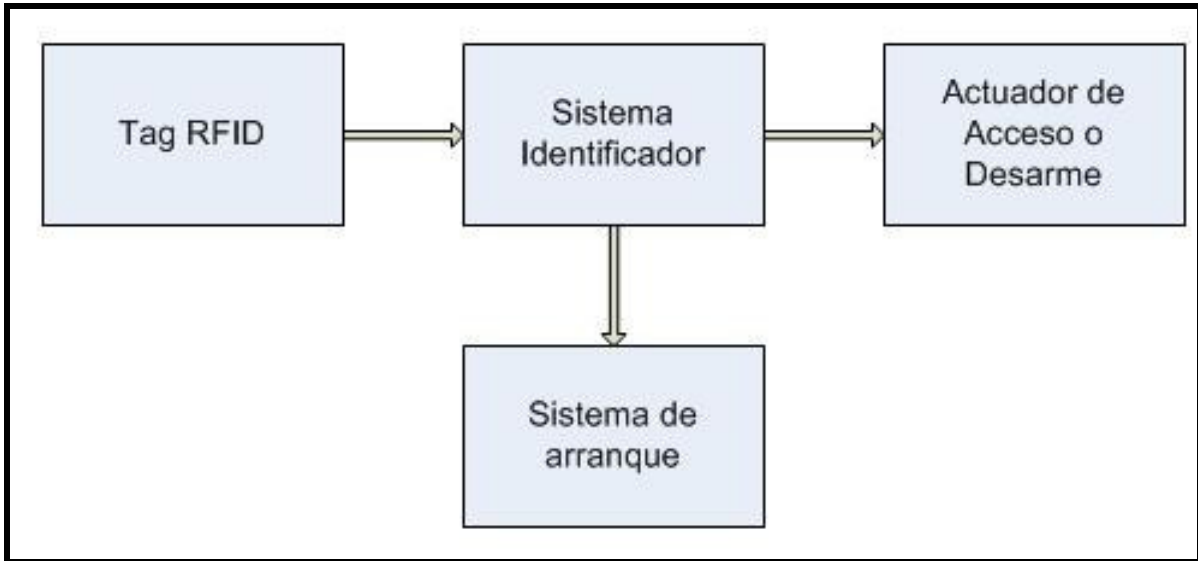 Tag RFID
Sistema
Identificador
Actuador de
Acceso o
Desarme
Sistema de
arranque